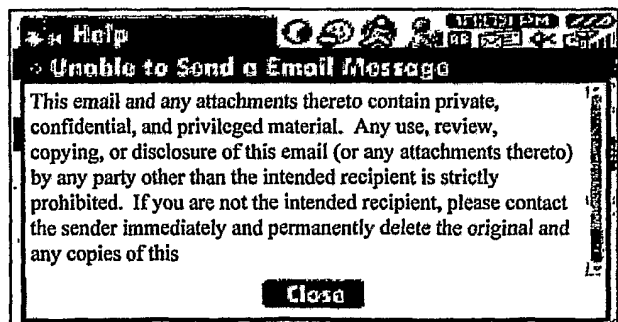 Help
Unable to Send a Email Message
This email and any attachments thereto contain private,
confidential, and privileged material. Any use, review,
copying, or disclosure of this email (or any attachments thereto)
by any party other than the intended recipient is strictly
prohibited. If you are not the intended recipient, please contact
the sender immediately and permanently delete the original and
any copies of this
Close